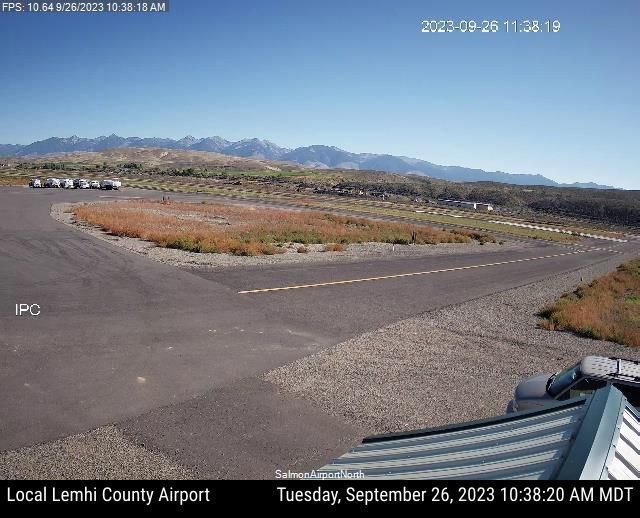 FPS: 10.64 9/26/2023 10:38:18 AM
2023-09-26 11:38:19
IPC
SalmonAirportNorth
Local Lemhi County Airport Tuesday, September 26, 2023 10:38:20 AM MDT